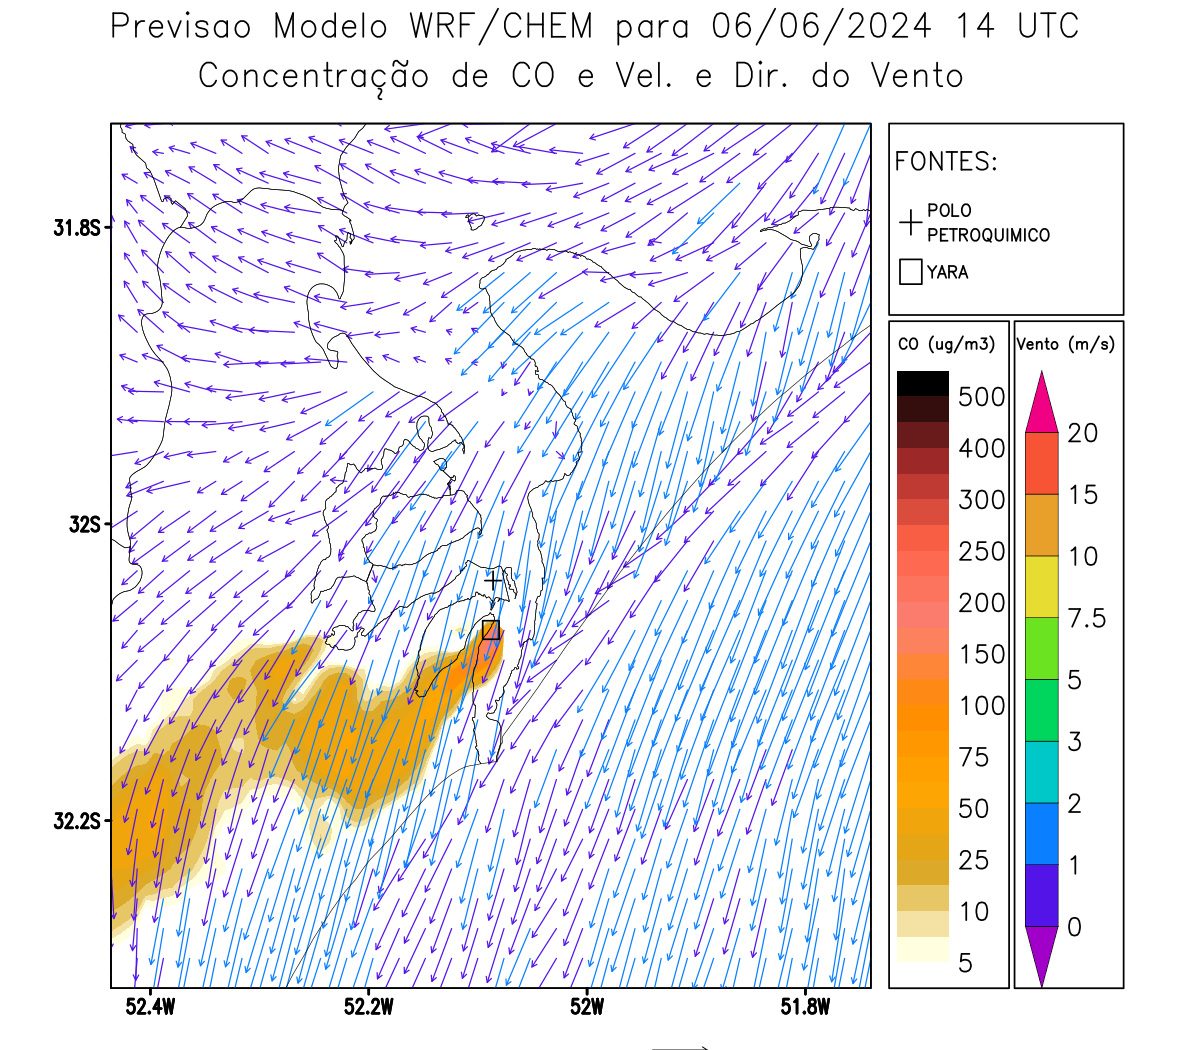 Previsao Modelo WRF/CHEM para 06/06/2024 14 UTC
Concentração de CO e Vel. e Dir. do Vento
FONTES:
POLO
PETROQUIMICO
YARA
CO (ug/m3)
500
400
300
250
200
150
100
75
50
25
10
5
Vento (m/s)
20
15
10
7.5
5
3
2
1
0
31.8S
32S
32.2S
52.4W
52.2W
52W
51.8W